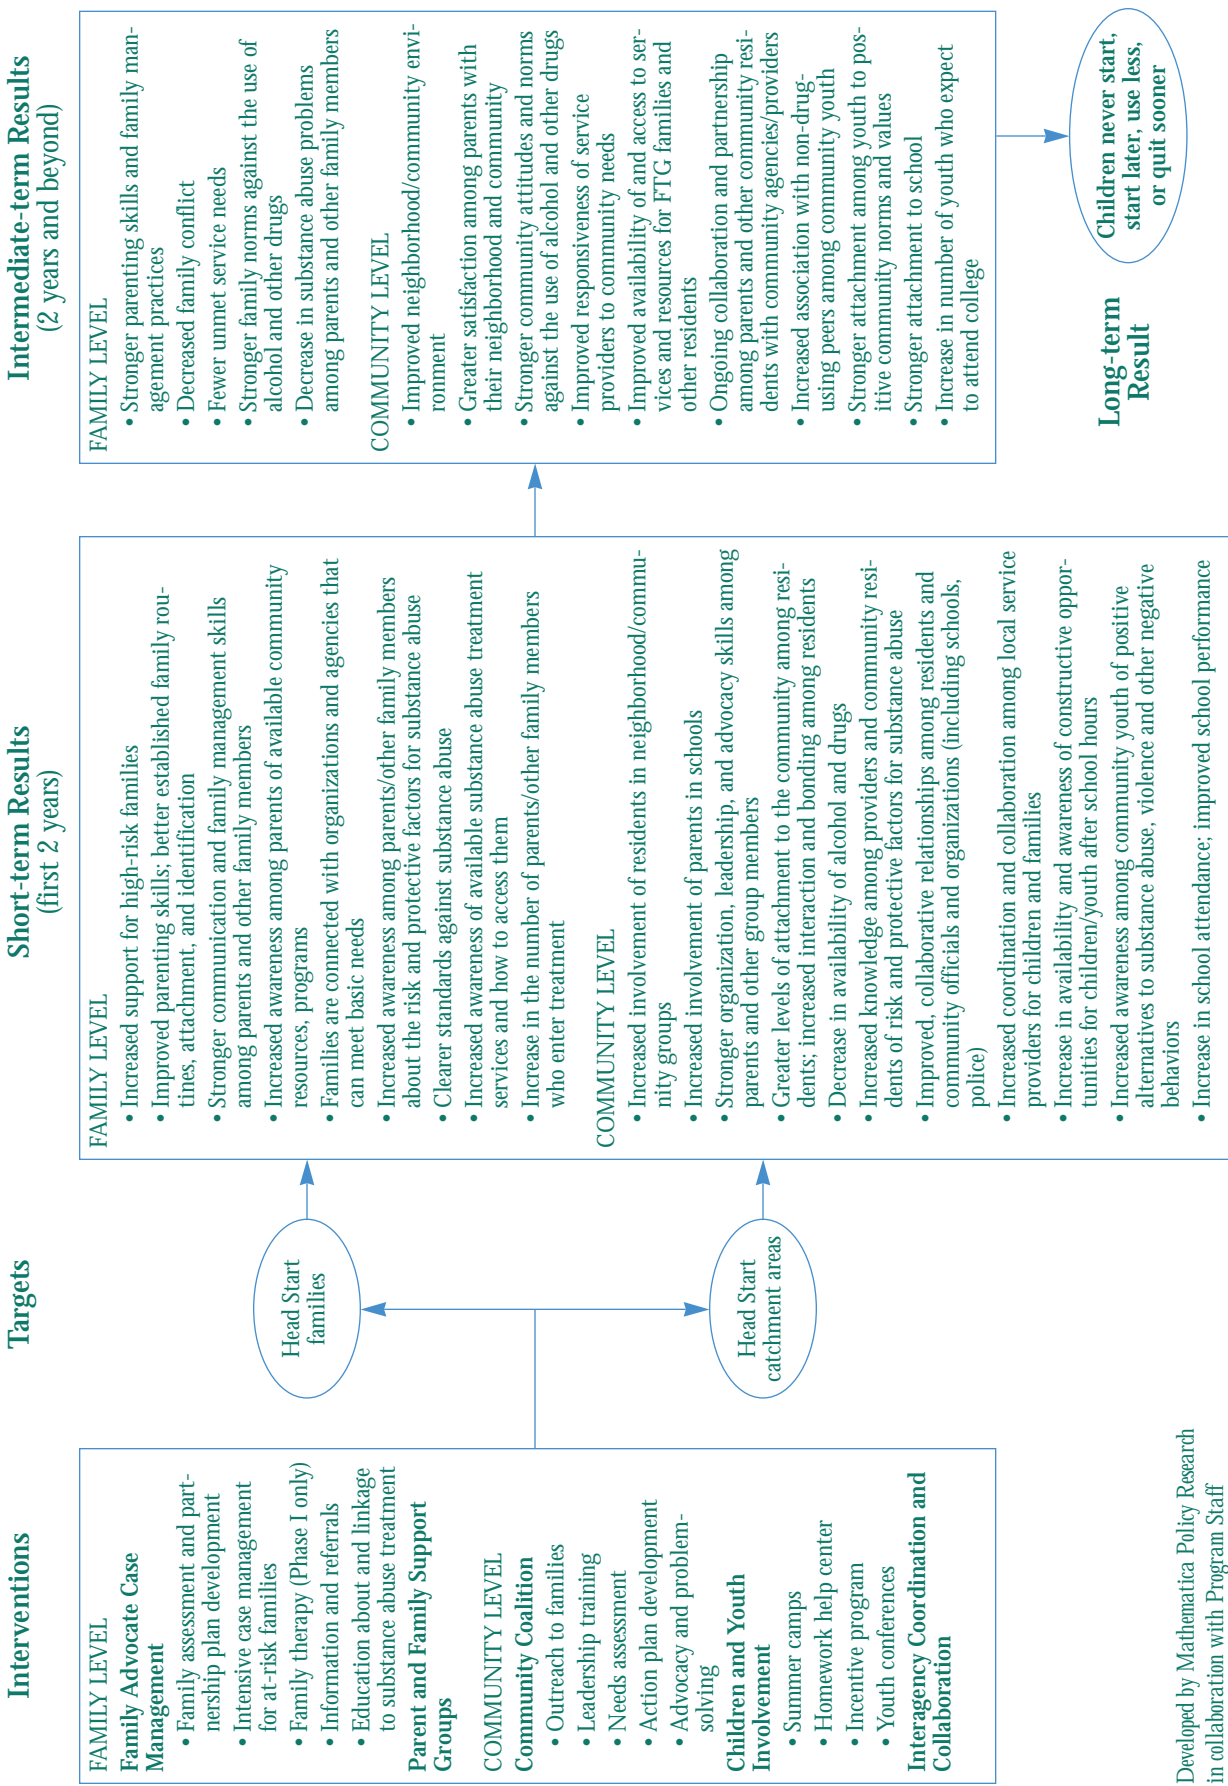 Interventions
FAMILY LEVEL
Family Advocate Case
Management
• Family assessment and part-
nership plan development
• Intensive case management
for at-risk families
• Family therapy (Phase I only)
• Information and referrals
• Education about and linkage
to substance abuse treatment
Parent and Family Support
Groups
COMMUNITY LEVEL
Community Coalition
• Outreach to families
• Leadership training
• Needs assessment
• Action plan development
• Advocacy and problem-
solving
Children and Youth
Involvement
• Summer camps
• Homework help center
• Incentive program
• Youth conferences
Interagency Coordination and
Collaboration
Targets
Head Start
families
Head Start
catchment areas
Short-term Results
(first 2 years)
FAMILY LEVEL
• Increased support for high-risk families
• Improved parenting skills; better established family rou-
tines, attachment, and identification
• Stronger communication and family management skills
among parents and other family members
• Increased awareness among parents of available community
resources, programs
• Families are connected with organizations and agencies that
can meet basic needs
• Increased awareness among parents/other family members
about the risk and protective factors for substance abuse
• Clearer standards against substance abuse
• Increased awareness of available substance abuse treatment
services and how to access them
• Increase in the number of parents/other family members
who enter treatment
COMMUNITY LEVEL
• Increased involvement of residents in neighborhood/commu-
nity groups
• Increased involvement of parents in schools
• Stronger organization, leadership, and advocacy skills among
parents and other group members
• Greater levels of attachment to the community among resi-
dents; increased interaction and bonding among residents
• Decrease in availability of alcohol and drugs
• Increased knowledge among providers and community resi-
dents of risk and protective factors for substance abuse
• Improved, collaborative relationships among residents and
community officials and organizations (including schools,
police)
• Increased coordination and collaboration among local service
providers for children and families
• Increase in availability and awareness of constructive oppor-
tunities for children/youth after school hours
• Increased awareness among community youth of positive
alternatives to substance abuse, violence and other negative
behaviors
• Increase in school attendance; improved school performance
Intermediate-term Results
(2 years and beyond)
FAMILY LEVEL
• Stronger parenting skills and family man-
agement practices
• Decreased family conflict
• Fewer unmet service needs
• Stronger family norms against the use of
alcohol and other drugs
• Decrease in substance abuse problems
among parents and other family members
COMMUNITY LEVEL
• Improved neighborhood/community envi-
ronment
• Greater satisfaction among parents with
their neighborhood and community
• Stronger community attitudes and norms
against the use of alcohol and other drugs
• Improved responsiveness of service
providers to community needs
• Improved availability of and access to ser-
vices and resources for FTG families and
other residents
• Ongoing collaboration and partnership
among parents and other community resi-
dents with community agencies/providers
• Increased association with non-drug-
using peers among community youth
• Stronger attachment among youth to pos-
itive community norms and values
• Stronger attachment to school
• Increase in number of youth who expect
to attend college
Long-term
Result
Children never start,
start later, use less,
or quit sooner
Developed by Mathematica Policy Research
in collaboration with Program Staff